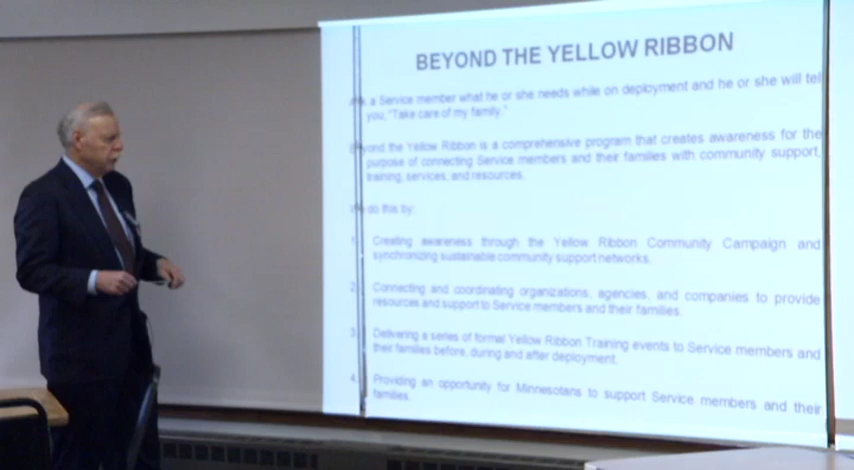 BEYOND THE YELLOW RIBBON
Ask a Service member what he or she needs while on deployment and he or she will tell
you, "Take care of my family."
Beyond the Yellow Ribbon is a comprehensive program that creates awareness for the
purpose of connecting Service members and their families with community support,
training, services, and resources.
We do this by:
1. Creating awareness through the Yellow Ribbon Community Campaign and
synchronizing sustainable community support networks.
2. Connecting and coordinating organizations, agencies, and companies to provide
resources and support to Service members and their families.
3. Delivering a series of formal Yellow Ribbon Training events to Service members and
their families before, during and after deployment.
4. Providing an opportunity for Minnesotans to support Service members and their
families.